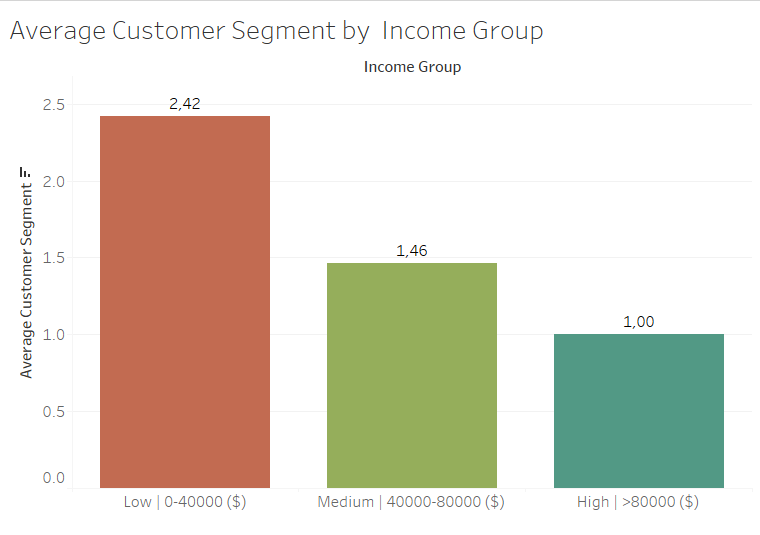 Average Customer Segment by  Income Group
Income Group
Average Customer Segment
2.5
2.0
1.5
1.0
0.5
0.0
2,42
1,46
1,00
Low | 0-40000 ($)
Medium | 40000-80000 ($)
High | >80000 ($)